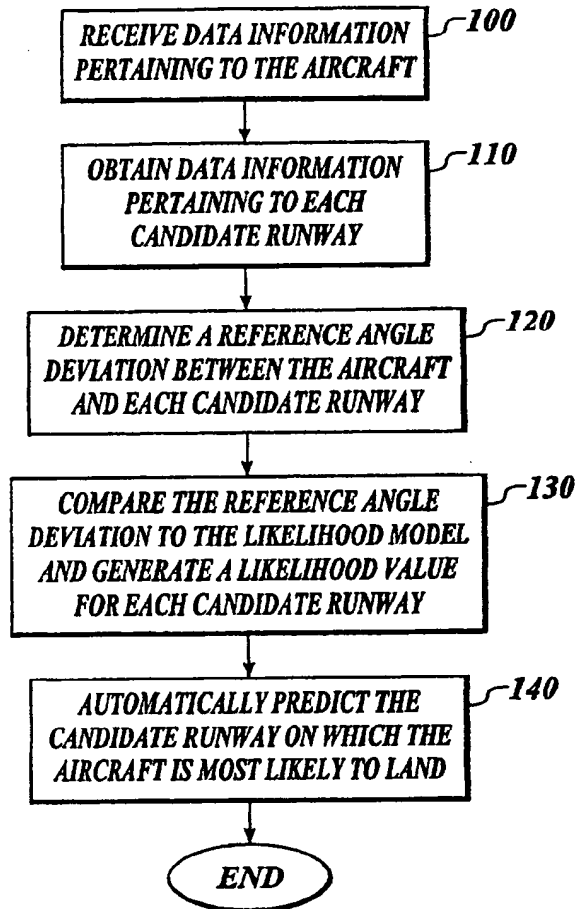 RECEIVE DATA INFORMATION
PERTAINING TO THE AIRCRAFT
100
OBTAIN DATA INFORMATION
PERTAINING TO EACH
CANDIDATE RUNWAY
110
DETERMINE A REFERENCE ANGLE
DEVIATION BETWEEN THE AIRCRAFT
AND EACH CANDIDATE RUNWAY
120
COMPARE THE REFERENCE ANGLE
DEVIATION TO THE LIKELIHOOD MODEL
AND GENERATE A LIKELIHOOD VALUE
FOR EACH CANDIDATE RUNWAY
130
AUTOMATICALLY PREDICT THE
CANDIDATE RUNWAY ON WHICH THE
AIRCRAFT IS MOST LIKELY TO LAND
140
END